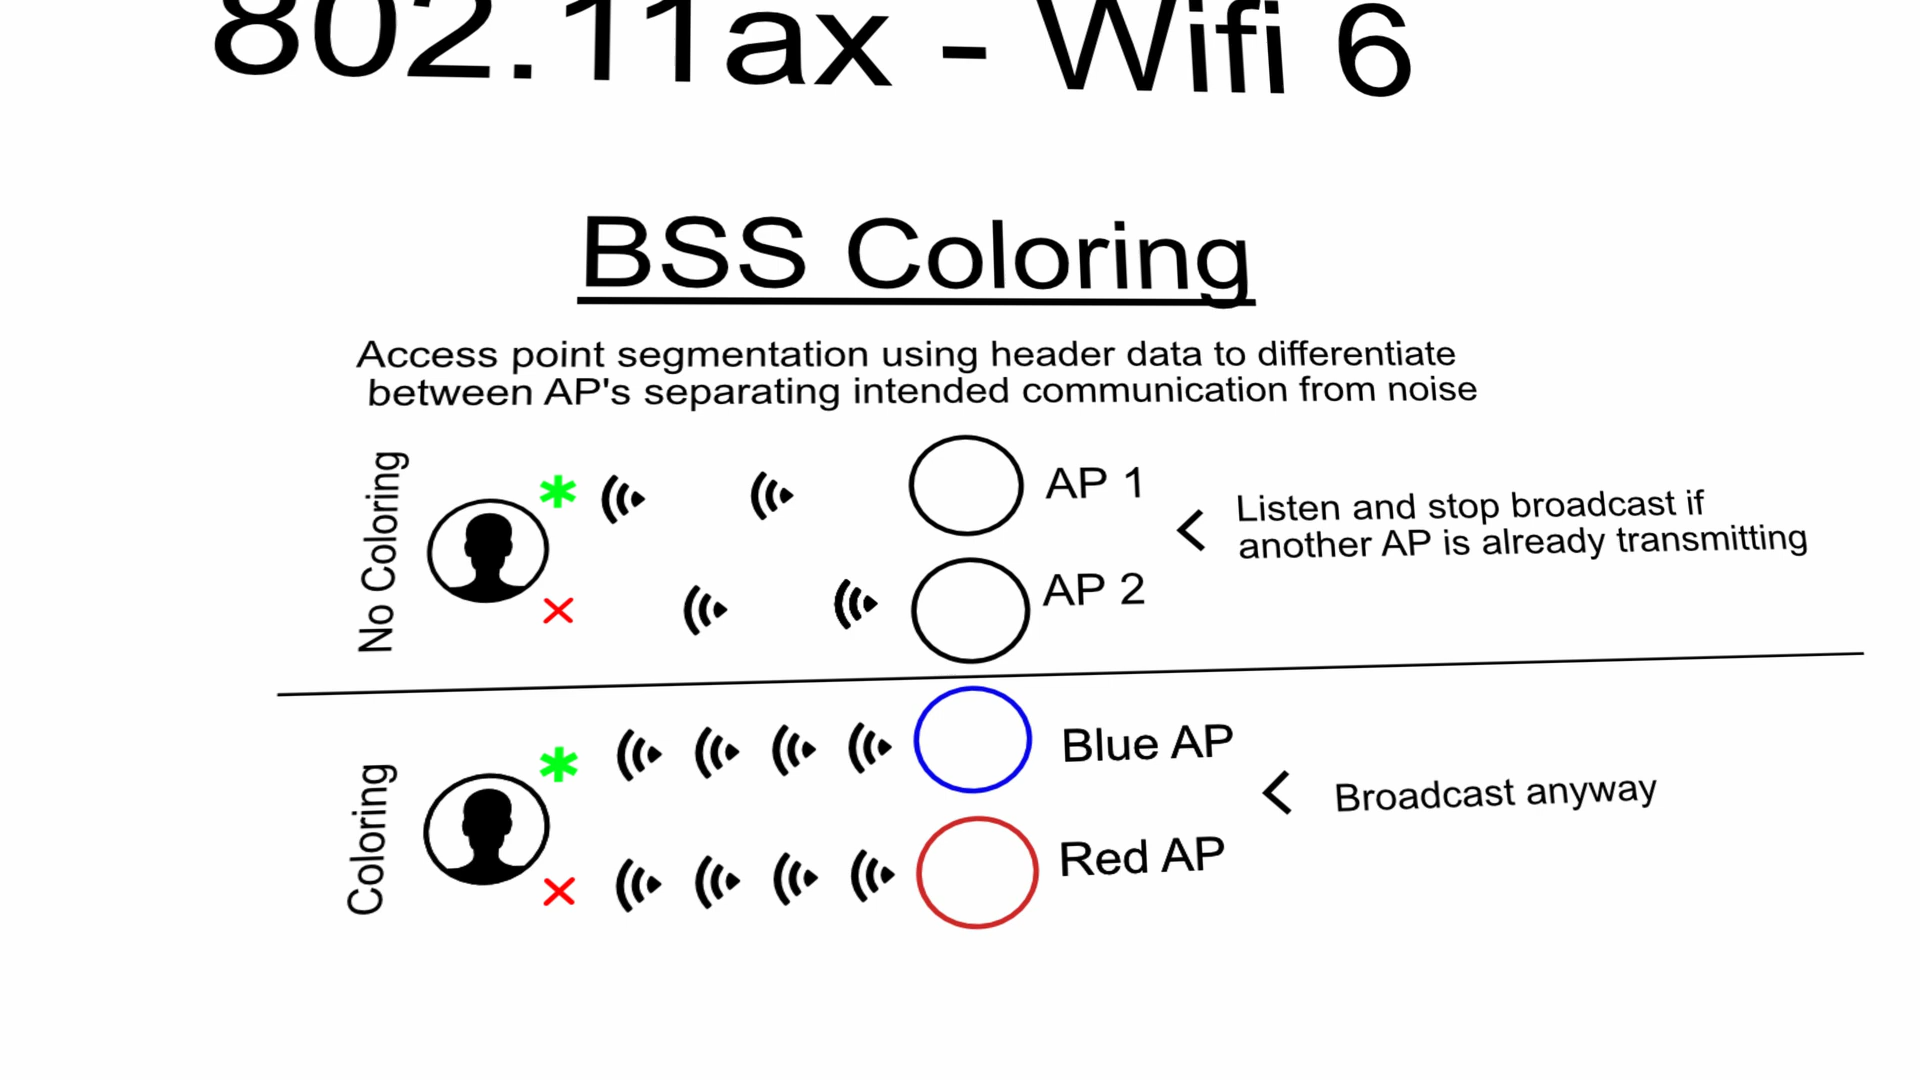 802.11ax - Wifi 6
BSS Coloring
Access point segmentation using header data to differentiate
between AP's separating intended communication from noise
No Coloring
AP 1
AP 2
Listen and stop broadcast if
another AP is already transmitting
Coloring
Blue AP
Red AP
Broadcast anyway